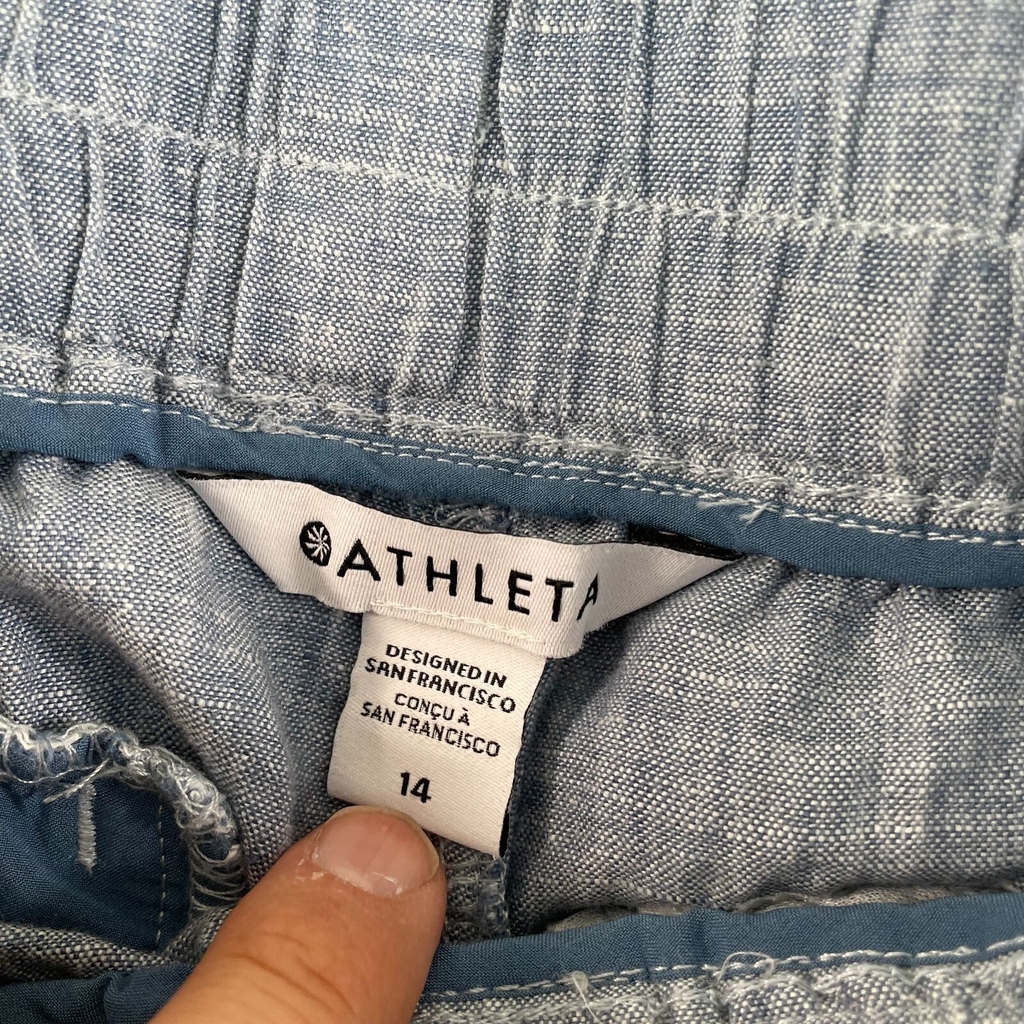 ATHLETA
DESIGNED IN
SAN FRANCISCO
CONÇU À
SAN FRANCISCO
14